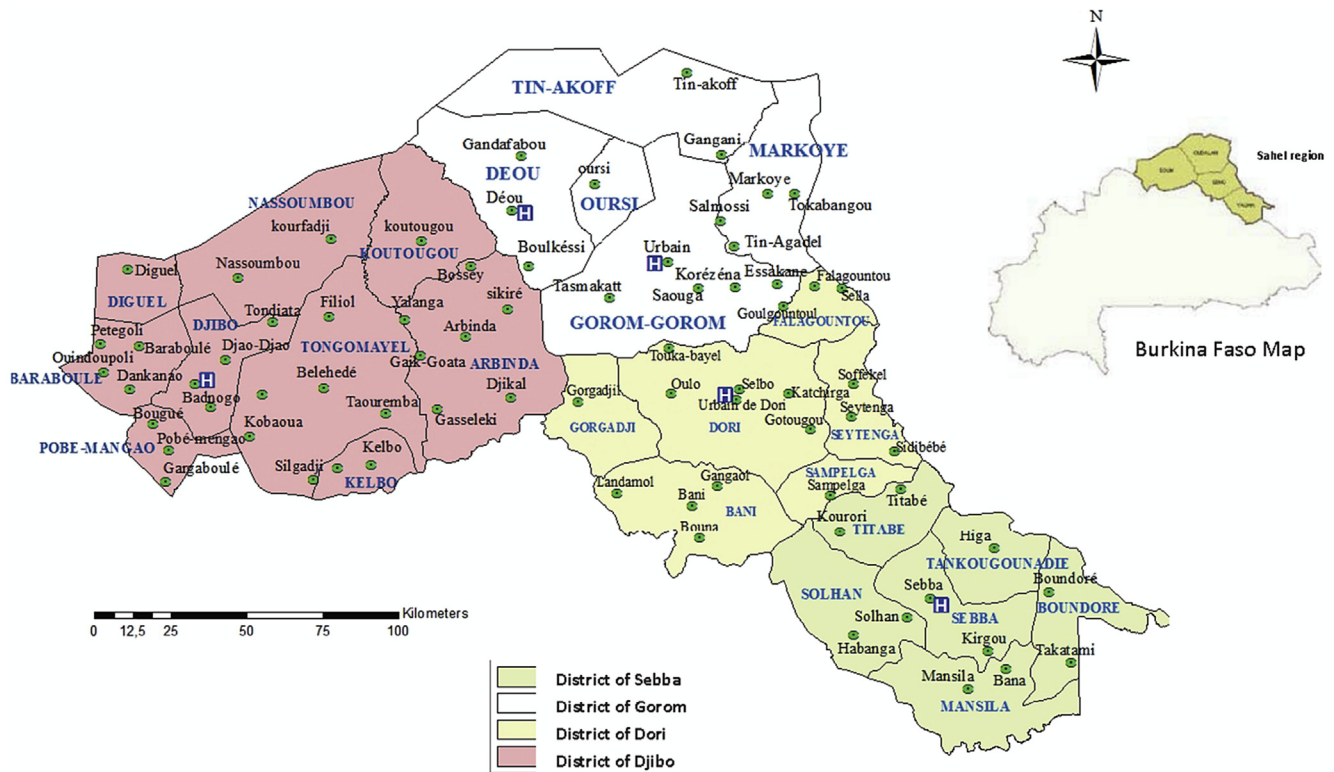 N
TIN-AKOFF
Tin-akoff
Gandafabou
Gangani
DEOU
oursi
MARKOYE
Sahel region
NASSOUMBOU
Déou
H
OURSI
Markoye
Tokabangou
kourfadji
koutougou
KOUTOUGOU
Boulkéssi
Salmossi
Urbain
H
Tin-Agadel
Diguel
Nassoumbou
Bossey
Tasmakatt
Korézéna
Saouga
Essakane
Falagountou
Sella
DIGUEL
Tondiata
Filiol
Yalanga
sikiré
Goulgountoul
FALAGOUNTOU
Petegoli
DJIBO
GOROM-GOROM
Baraboulé
Djao-Djao
TONGOMAYEL
Arbinda
Burkina Faso Map
Ouindoupoli
BARABOULE
Gaik-Goata
ARBINDA
Touka-bayel
Dankanao
H
Belehedé
Djikal
Gorgadjil
Oulo
H
Selbo
Katchirga
Soffékel
Badnogo
Taouremba
Urbain de Dori
Bougué
Kobaoua
Gasseleki
GORGADJI
DORI
Gotougou
Seytenga
SEYTENGA
POBE-MANGAO
Pobé-mengao
Kelbo
Sidibébé
Gargaboulé
Silgadji
KELBO
Gangaol
SAMPELGA
Sampelga
Titabé
Bani
BANI
Bouna
Kourori
TITABE
Higa
TANKOUGOUNADIE
Boundoré
BOUNDORE
SOLHAN
Sebba
H
SEBBA
Solhan
Habanga
Kirgou
Takatami
Mansila
Bana
MANSILA
Kilometers
0 12,5 25 50 75 100
District of Sebba
District of Gorom
District of Dori
District of Djibo